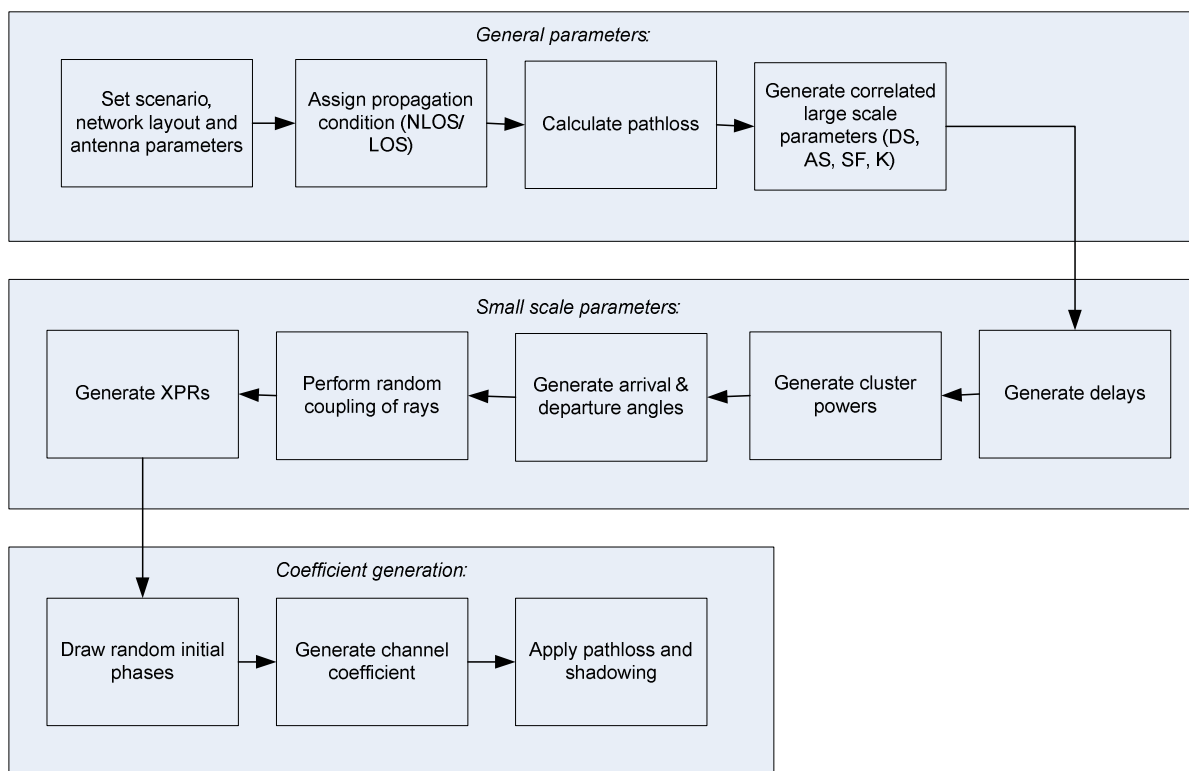 General parameters:
Set scenario,
network layout and
antenna parameters
Assign propagation
condition (NLOS/
LOS)
Calculate pathloss
Generate correlated
large scale
parameters (DS,
AS, SF, K)
Small scale parameters:
Generate delays
Generate cluster
powers
Generate arrival &
departure angles
Perform random
coupling of rays
Generate XPRs
Coefficient generation:
Draw random initial
phases
Generate channel
coefficient
Apply pathloss and
shadowing